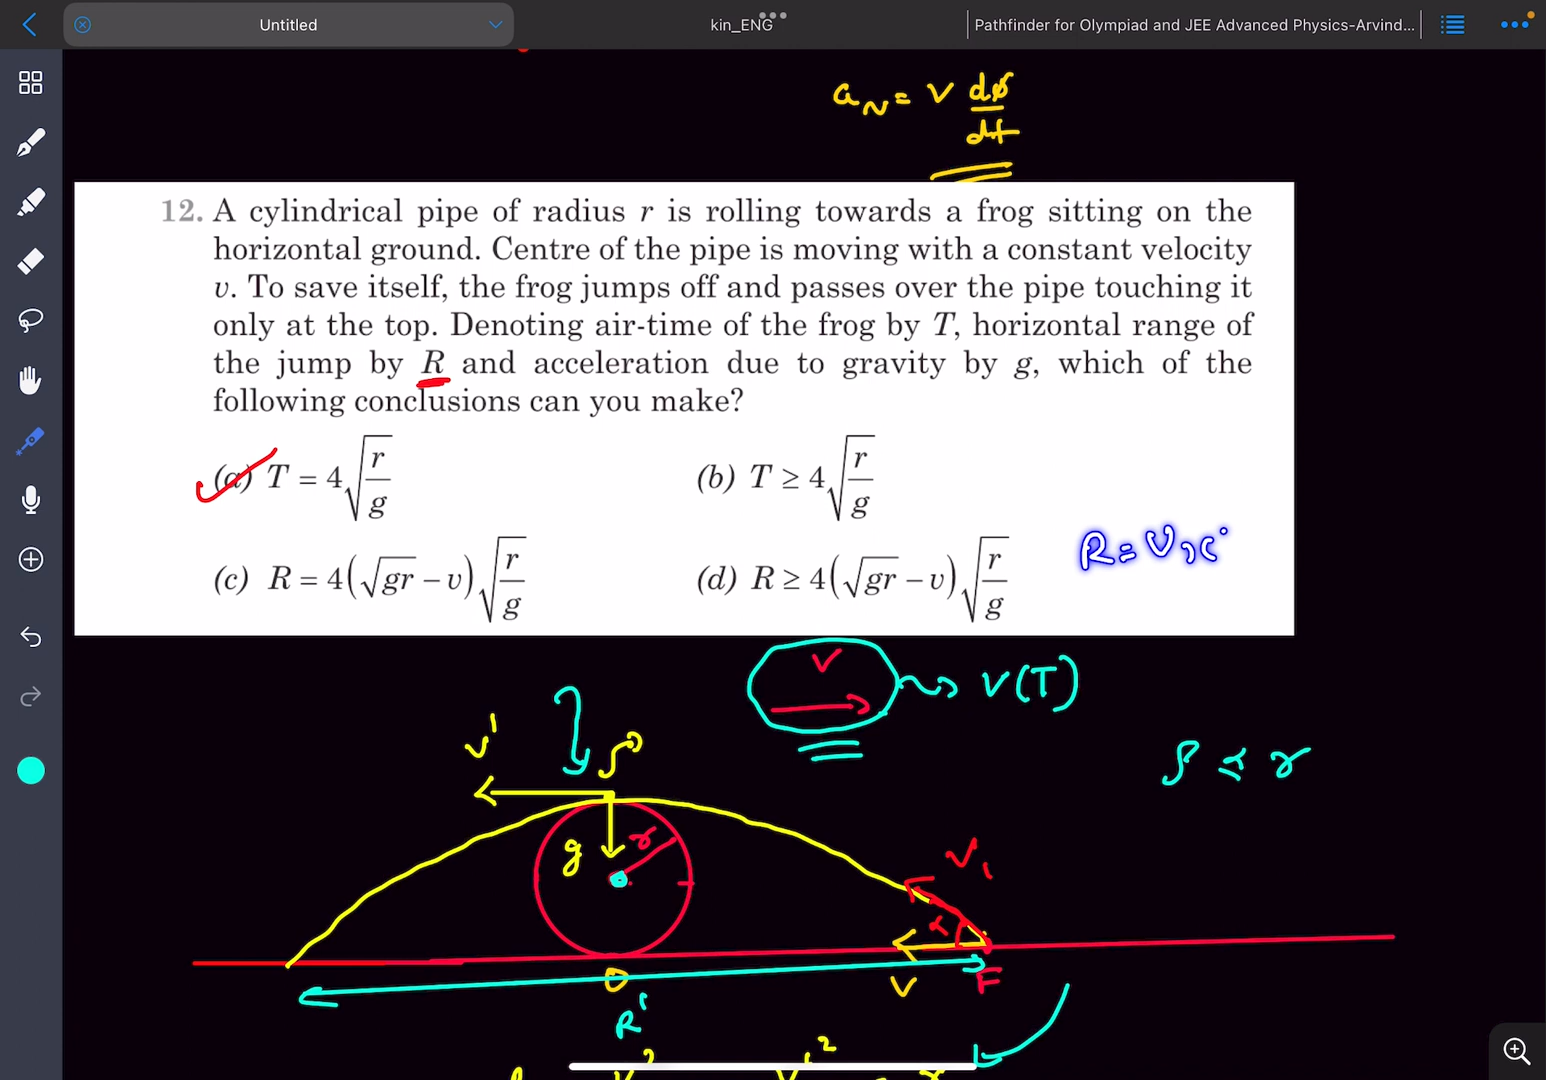 Untitled
kin_ENG
Pathfinder for Olympiad and JEE Advanced Physics-Arvind...
a_N = v dø/dt
12. A cylindrical pipe of radius r is rolling towards a frog sitting on the
horizontal ground. Centre of the pipe is moving with a constant velocity
v. To save itself, the frog jumps off and passes over the pipe touching it
only at the top. Denoting air-time of the frog by T, horizontal range of
the jump by R and acceleration due to gravity by g, which of the
following conclusions can you make?
(a) T = 4√(r/g)
(b) T ≥ 4√(r/g)
(c) R = 4(√gr − v)√(r/g)
(d) R ≥ 4(√gr − v)√(r/g)
R = v
v
v(T)
v'
r
g
v₁
α
v
F
O
R'